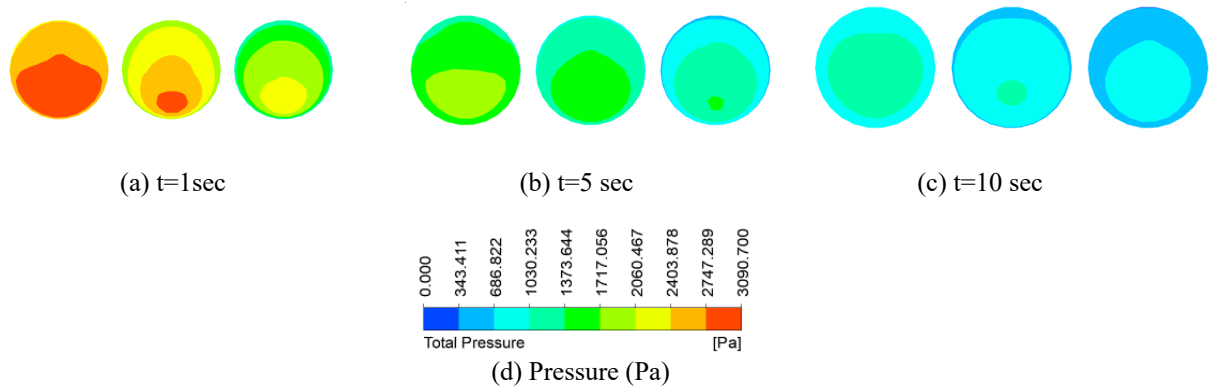 (a) t=1sec
(b) t=5 sec
(c) t=10 sec
0.000
343.411
686.822
1030.233
1373.644
1717.056
2060.467
2403.878
2747.289
3090.700
Total Pressure [Pa]
(d) Pressure (Pa)